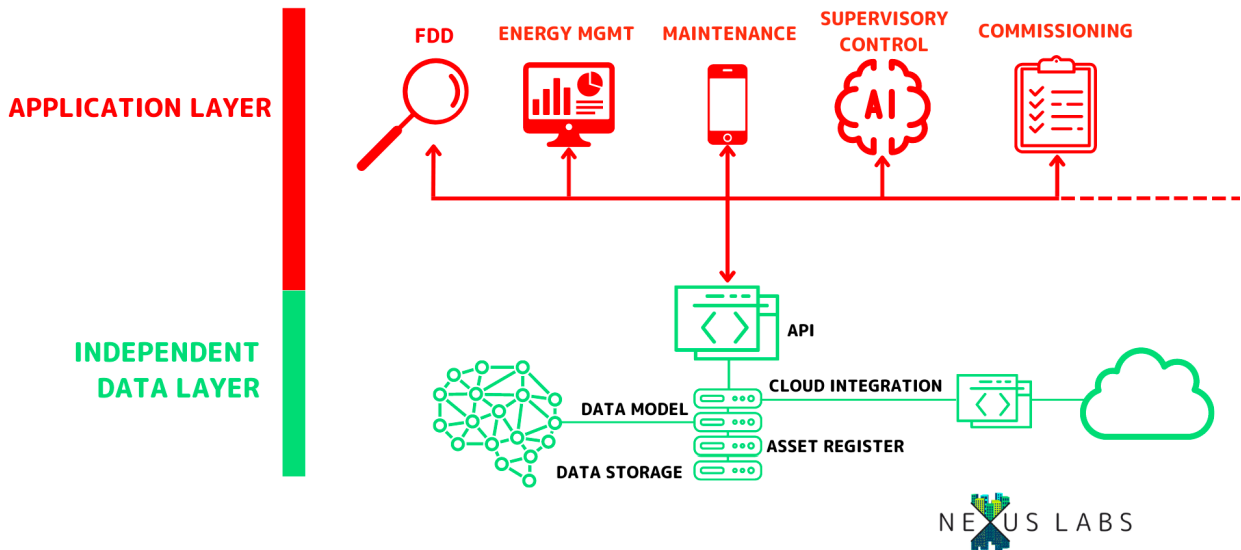 FDD
ENERGY MGMT
MAINTENANCE
SUPERVISORY
CONTROL
COMMISSIONING
APPLICATION LAYER
AI
API
INDEPENDENT
DATA LAYER
CLOUD INTEGRATION
DATA MODEL
ASSET REGISTER
DATA STORAGE
NEXUS LABS